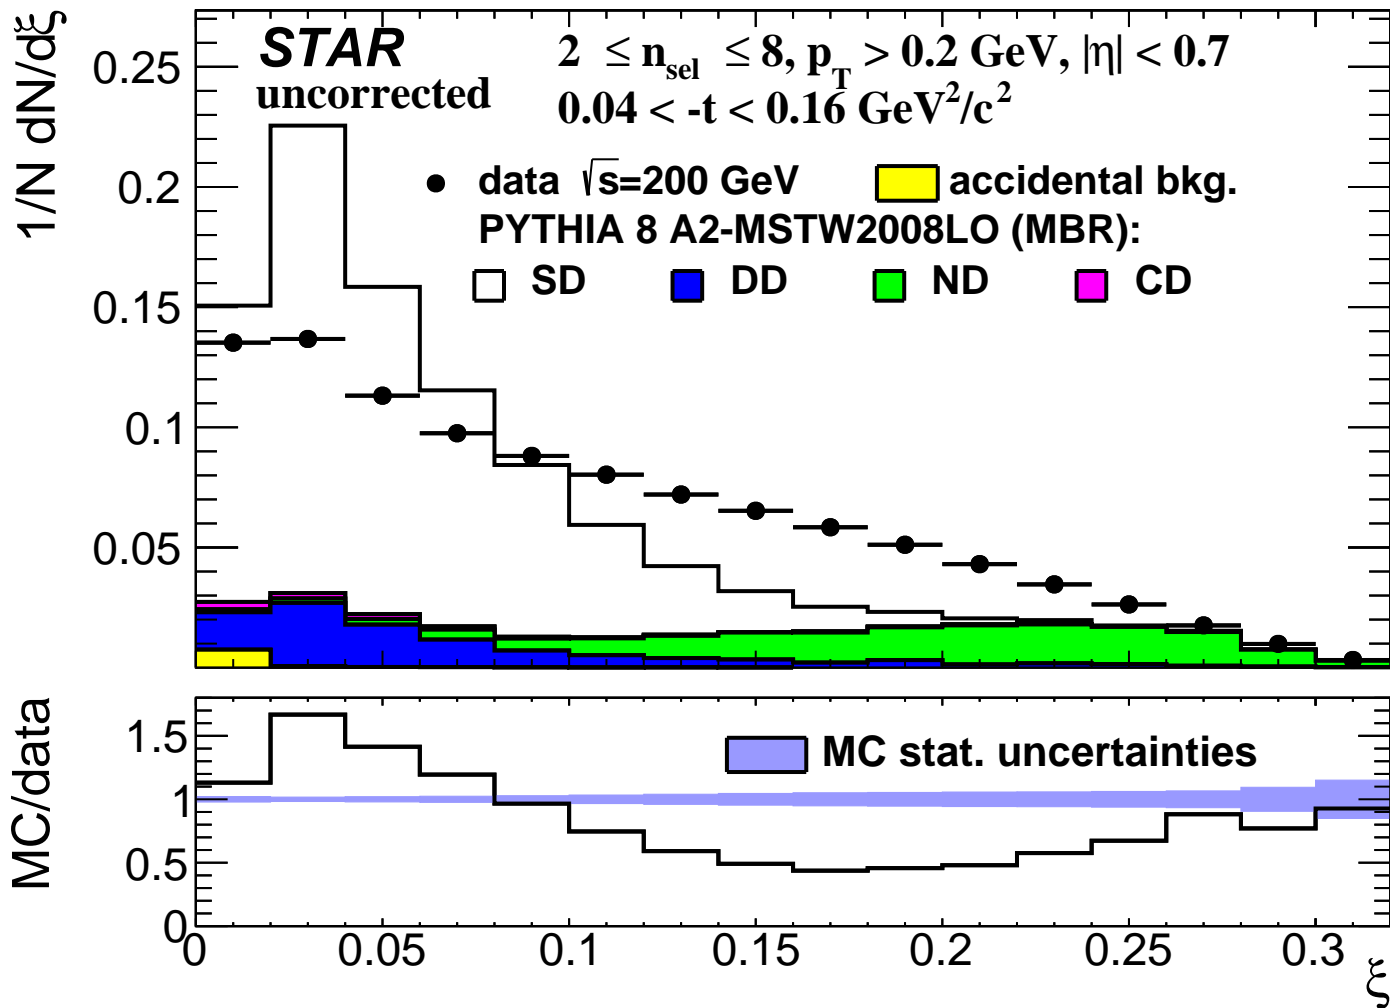 1/N dN/dξ
0.25
0.2
0.15
0.1
0.05
STAR
uncorrected
2 ≤ n_sel ≤ 8, p_T > 0.2 GeV, |η| < 0.7
0.04 < -t < 0.16 GeV²/c²
data √s=200 GeV
accidental bkg.
PYTHIA 8 A2-MSTW2008LO (MBR):
SD DD ND CD
MC/data
1.5
1
0.5
0
MC stat. uncertainties
0 0.05 0.1 0.15 0.2 0.25 0.3
ξ